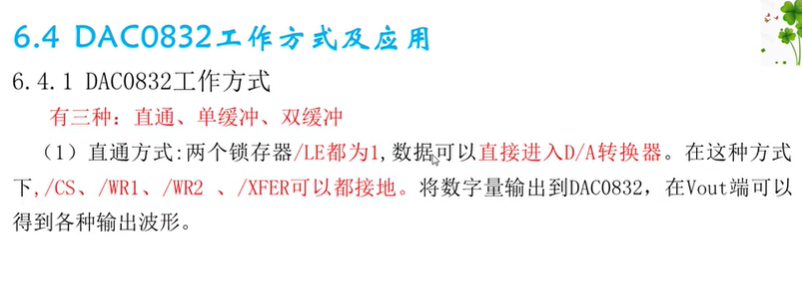 6.4 DAC0832工作方式及应用
6.4.1 DAC0832工作方式
有三种：直通、单缓冲、双缓冲
（1）直通方式:两个锁存器/LE都为1,数据可以直接进入D/A转换器。在这种方式
下,/CS、/WR1、/WR2 、/XFER可以都接地。将数字量输出到DAC0832，在Vout端可以
得到各种输出波形。